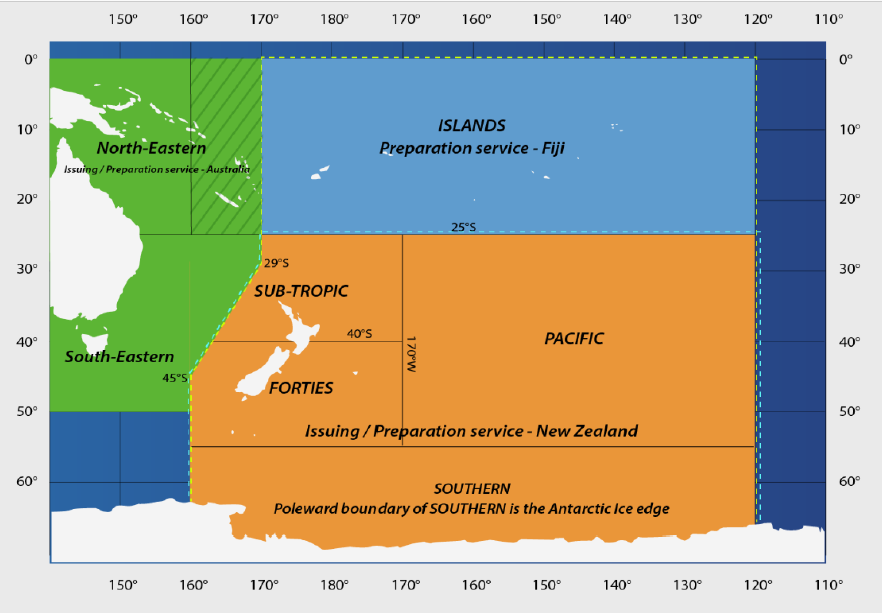 150° 160° 170° 180° 170° 160° 150° 140° 130° 120° 110°
0° 0°
10° 10°
20° 20°
30° 30°
40° 40°
50° 50°
60° 60°
ISLANDS
Preparation service - Fiji
North-Eastern
Issuing / Preparation service - Australia
25°S
29°S
SUB-TROPIC
40°S
170°W
PACIFIC
South-Eastern
45°S
FORTIES
Issuing / Preparation service - New Zealand
SOUTHERN
Poleward boundary of SOUTHERN is the Antarctic Ice edge
150° 160° 170° 180° 170° 160° 150° 140° 130° 120° 110°